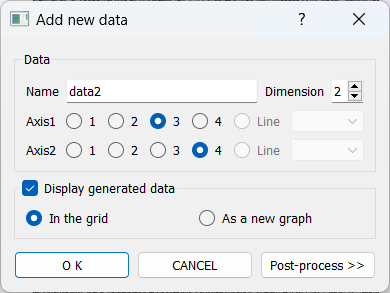 Add new data ?
Data
Name data2 Dimension 2
Axis1 1 2 3 4 Line
Axis2 1 2 3 4 Line
Display generated data
In the grid As a new graph
O K CANCEL Post-process >>